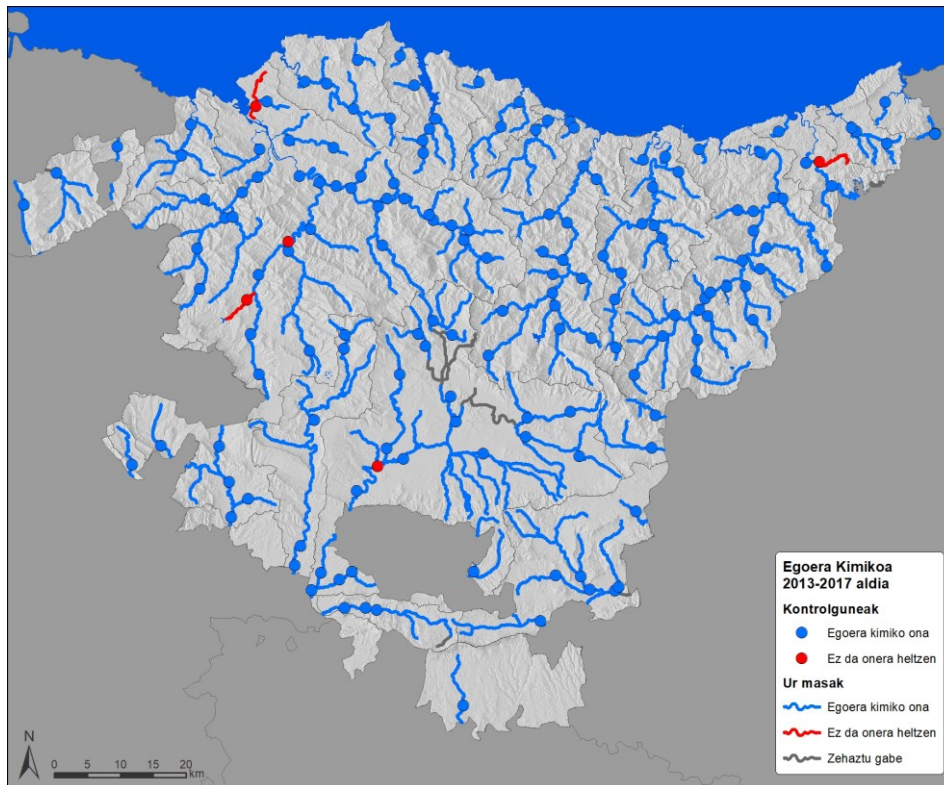 Egoera Kimikoa
2013-2017 aldia
Kontrolguneak
Egoera kimiko ona
Ez da onera heltzen
Ur masak
Egoera kimiko ona
Ez da onera heltzen
Zehaztu gabe
N
0 5 10 15 20
km